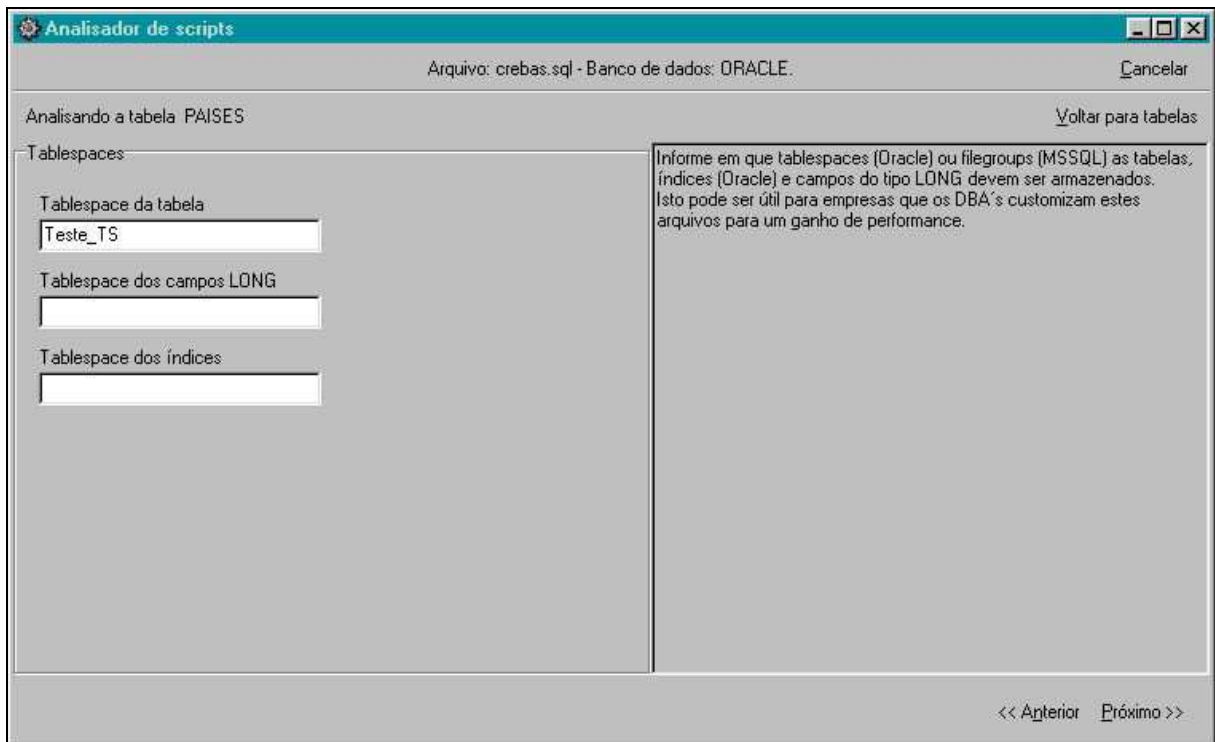 Analisador de scripts
Arquivo: crebas.sql - Banco de dados: ORACLE.
Cancelar
Analisando a tabela PAISES
Voltar para tabelas
Tablespaces
Tablespace da tabela
Teste_TS
Tablespace dos campos LONG
Tablespace dos índices
Informe em que tablespaces (Oracle) ou filegroups (MSSQL) as tabelas,
índices (Oracle) e campos do tipo LONG devem ser armazenados.
Isto pode ser útil para empresas que os DBA´s customizam estes
arquivos para um ganho de performance.
<< Anterior Próximo >>